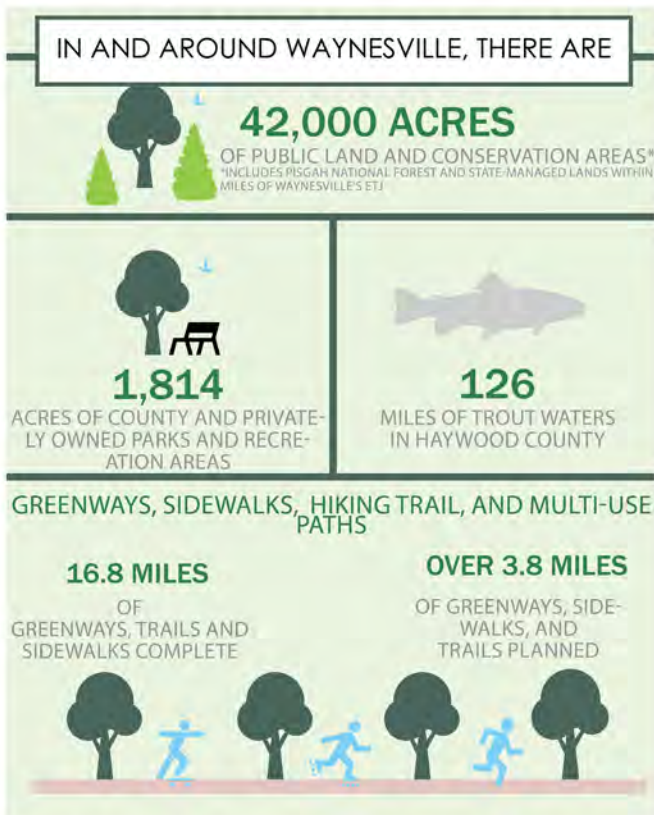 IN AND AROUND WAYNESVILLE, THERE ARE
42,000 ACRES
OF PUBLIC LAND AND CONSERVATION AREAS*
*INCLUDES PISGAH NATIONAL FOREST AND STATE-MANAGED LANDS WITHIN
MILES OF WAYNESVILLE'S ETJ
1,814
ACRES OF COUNTY AND PRIVATE-
LY OWNED PARKS AND RECRE-
ATION AREAS
126
MILES OF TROUT WATERS
IN HAYWOOD COUNTY
GREENWAYS, SIDEWALKS, HIKING TRAIL, AND MULTI-USE
PATHS
16.8 MILES
OF
GREENWAYS, TRAILS AND
SIDEWALKS COMPLETE
OVER 3.8 MILES
OF GREENWAYS, SIDE-
WALKS, AND
TRAILS PLANNED